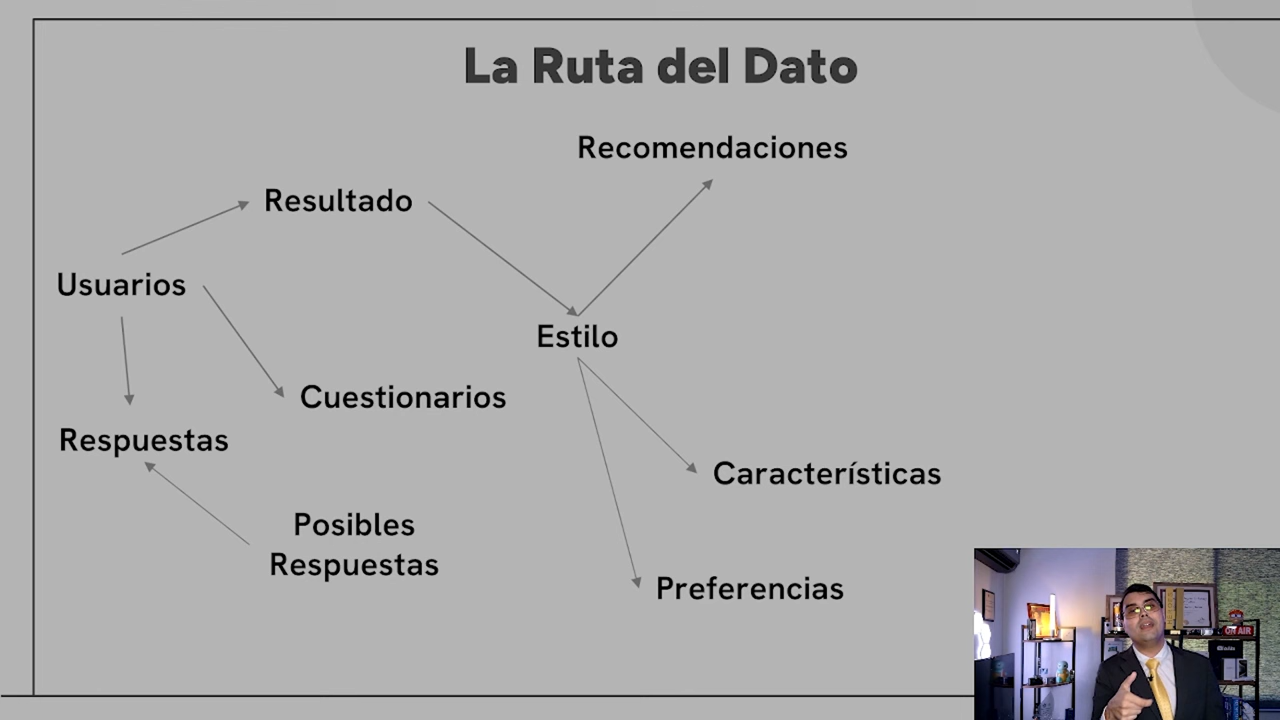 La Ruta del Dato
Recomendaciones
Resultado
Usuarios
Estilo
Cuestionarios
Respuestas
Características
Posibles
Respuestas
Preferencias
ON AIR